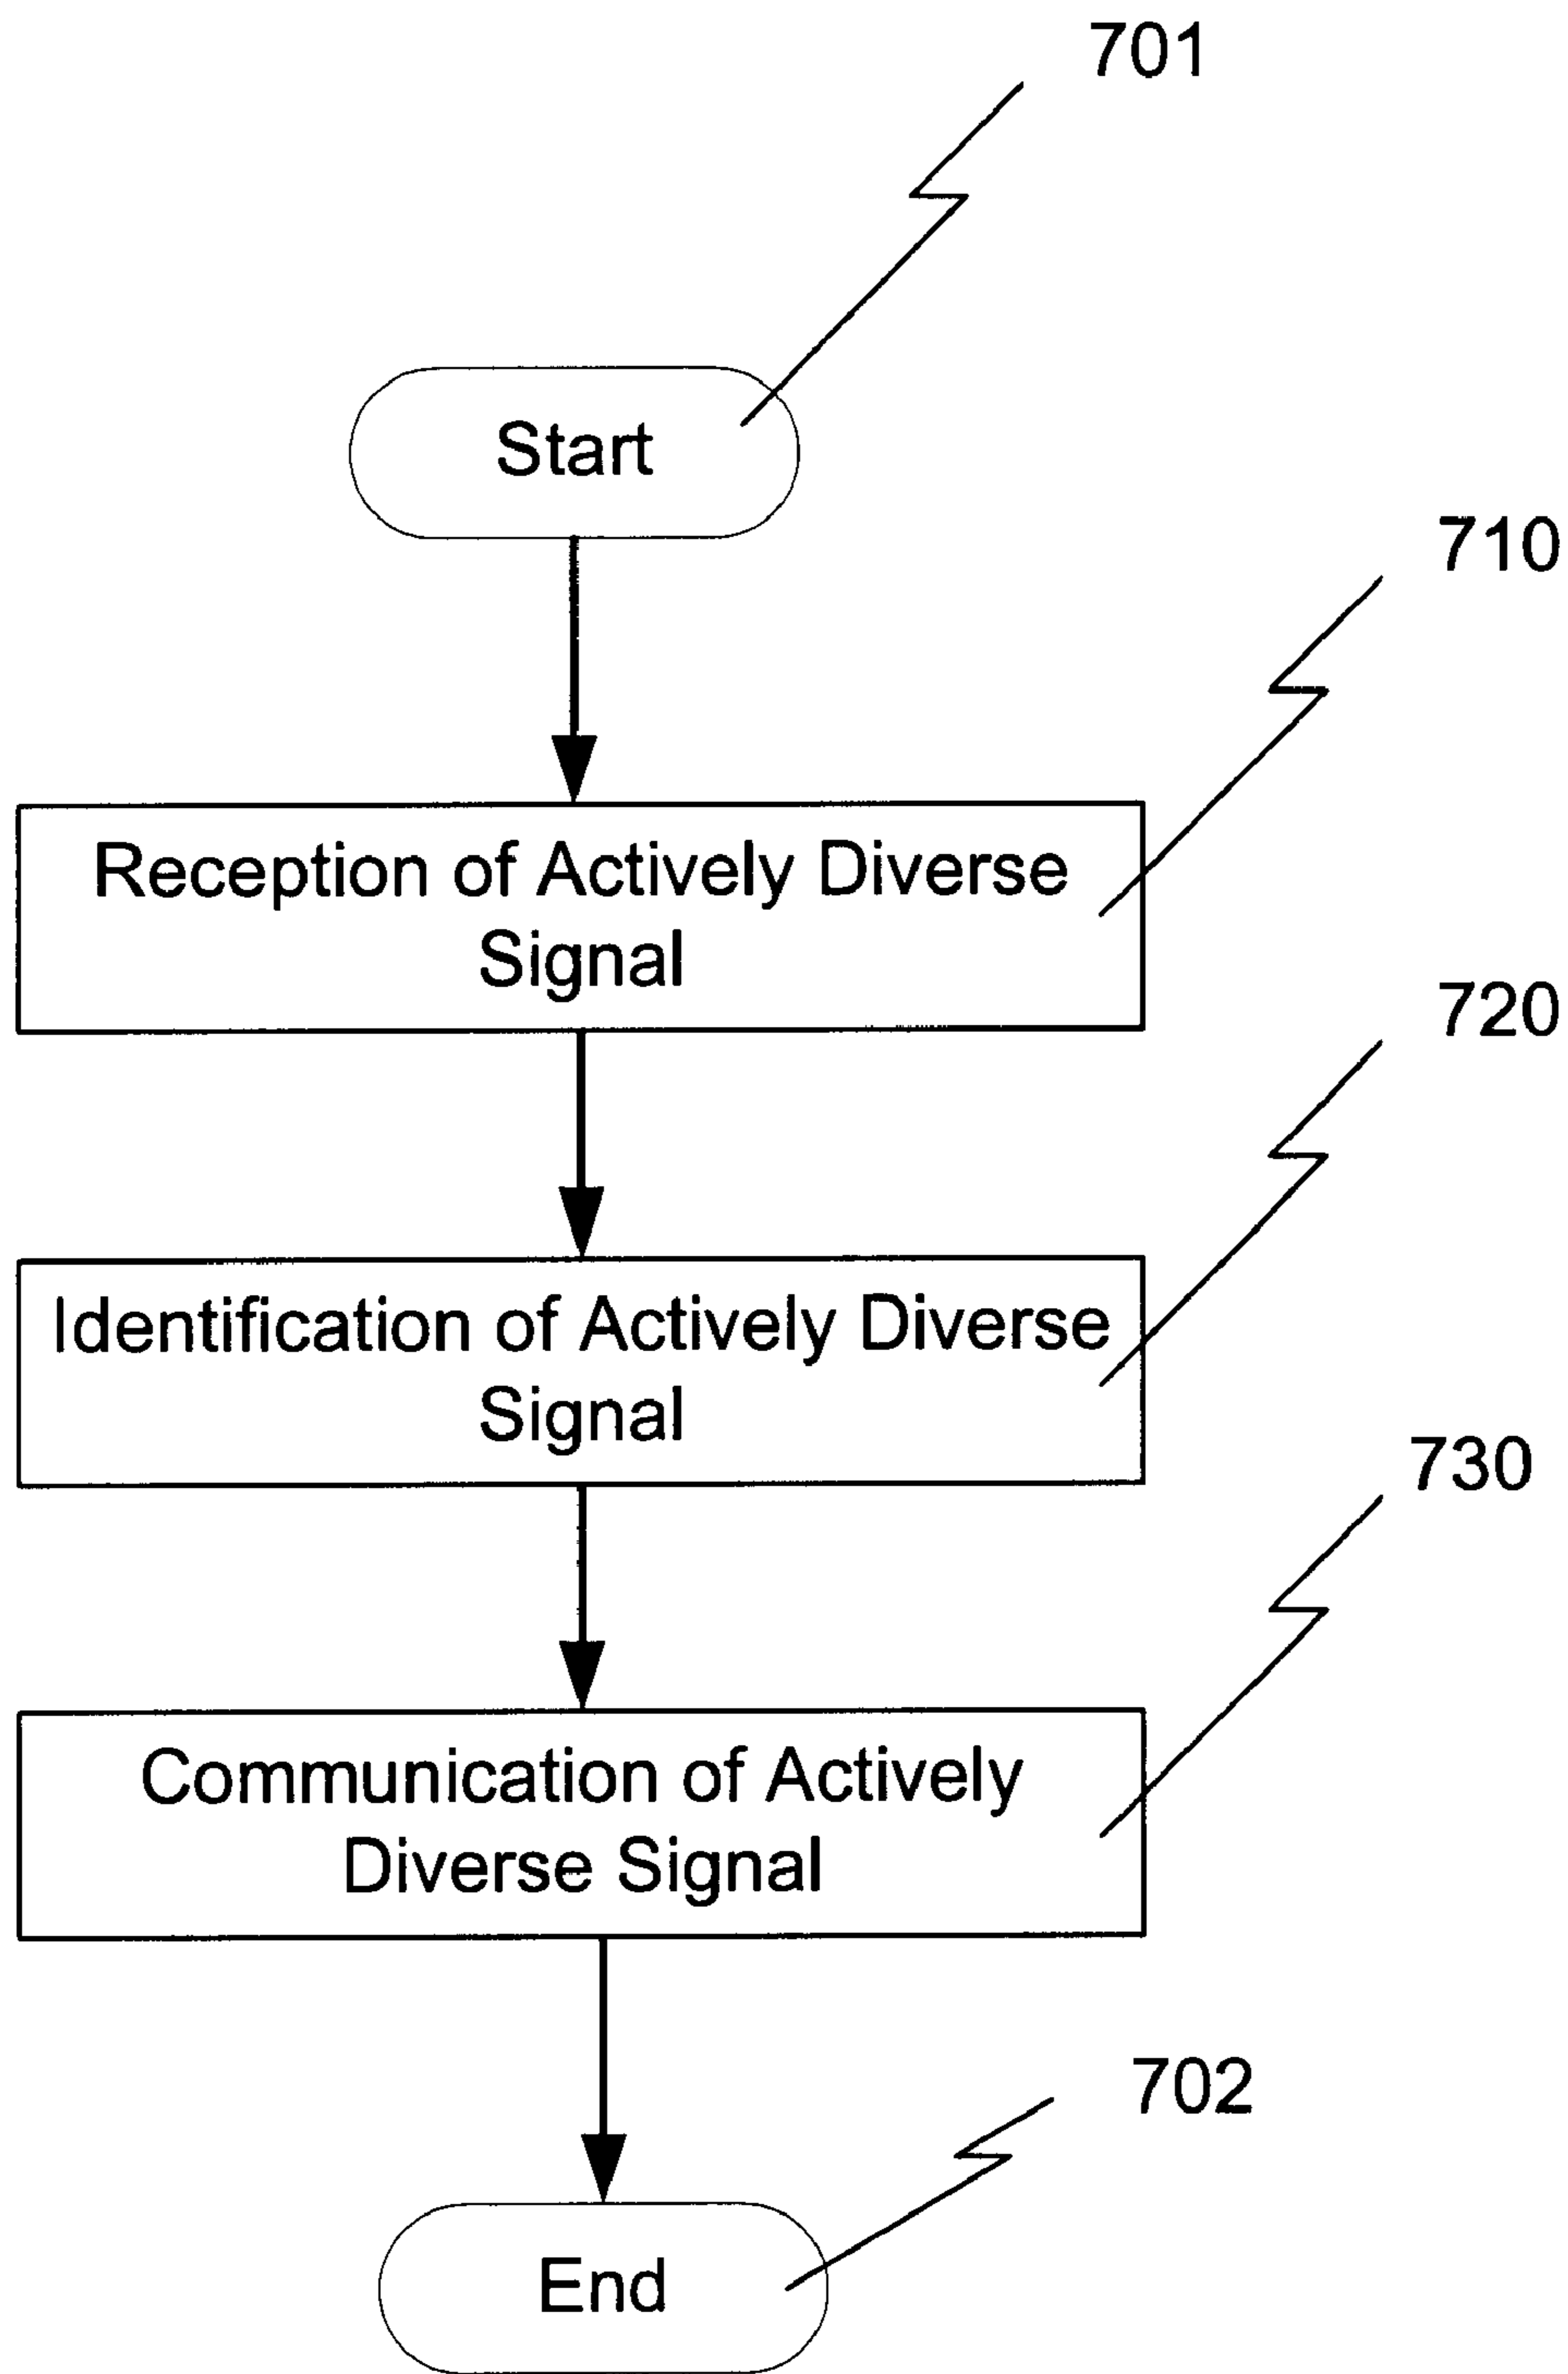 701
Start
710
Reception of Actively Diverse
Signal
720
Identification of Actively Diverse
Signal
730
Communication of Actively
Diverse Signal
702
End